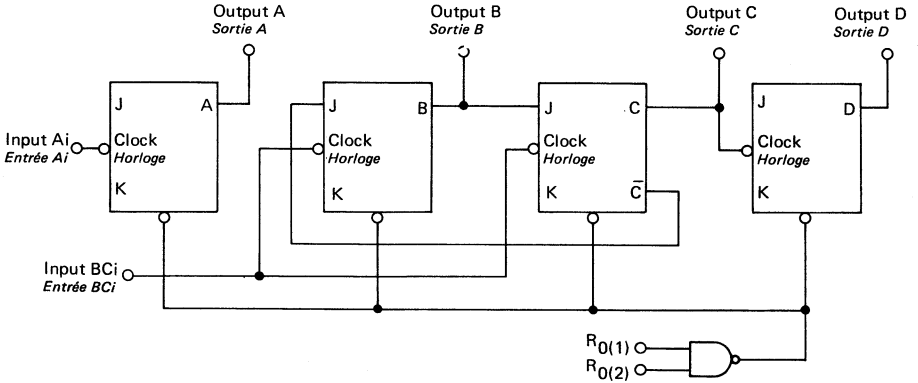 Output A
Sortie A
Output B
Sortie B
Output C
Sortie C
Output D
Sortie D
J
A
Input Ai
Entrée Ai
Clock
Horloge
K
J
B
Clock
Horloge
K
J
C
Clock
Horloge
K
C̅
J
D
Clock
Horloge
K
Input BCi
Entrée BCi
R0(1)
R0(2)